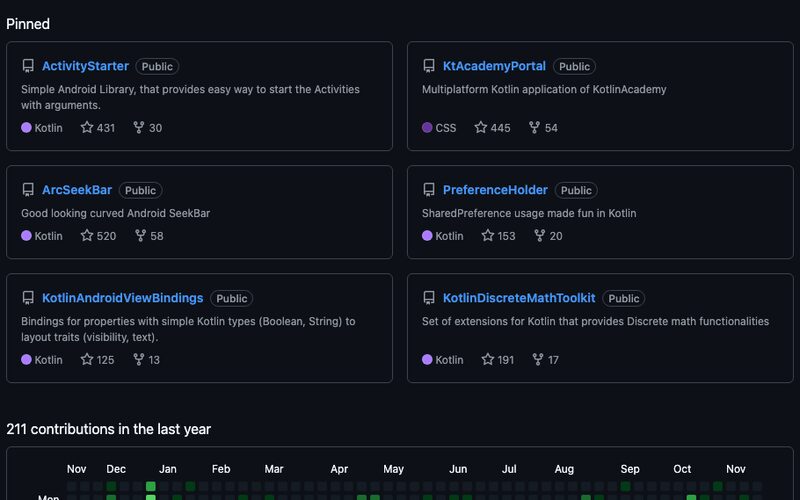 Pinned
ActivityStarter Public
Simple Android Library, that provides easy way to start the Activities
with arguments.
Kotlin 431 30
KtAcademyPortal Public
Multiplatform Kotlin application of KotlinAcademy
CSS 445 54
ArcSeekBar Public
Good looking curved Android SeekBar
Kotlin 520 58
PreferenceHolder Public
SharedPreference usage made fun in Kotlin
Kotlin 153 20
KotlinAndroidViewBindings Public
Bindings for properties with simple Kotlin types (Boolean, String) to
layout traits (visibility, text).
Kotlin 125 13
KotlinDiscreteMathToolkit Public
Set of extensions for Kotlin that provides Discrete math functionalities
Kotlin 191 17
211 contributions in the last year
Nov Dec Jan Feb Mar Apr May Jun Jul Aug Sep Oct Nov
Mon